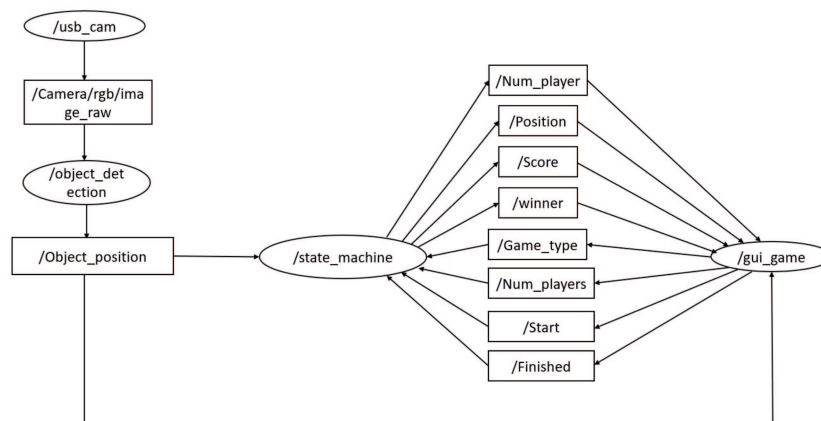 /usb_cam
/Camera/rgb/ima
ge_raw
/object_det
ection
/Object_position
/state_machine
/Num_player
/Position
/Score
/winner
/Game_type
/Num_players
/Start
/Finished
/gui_game